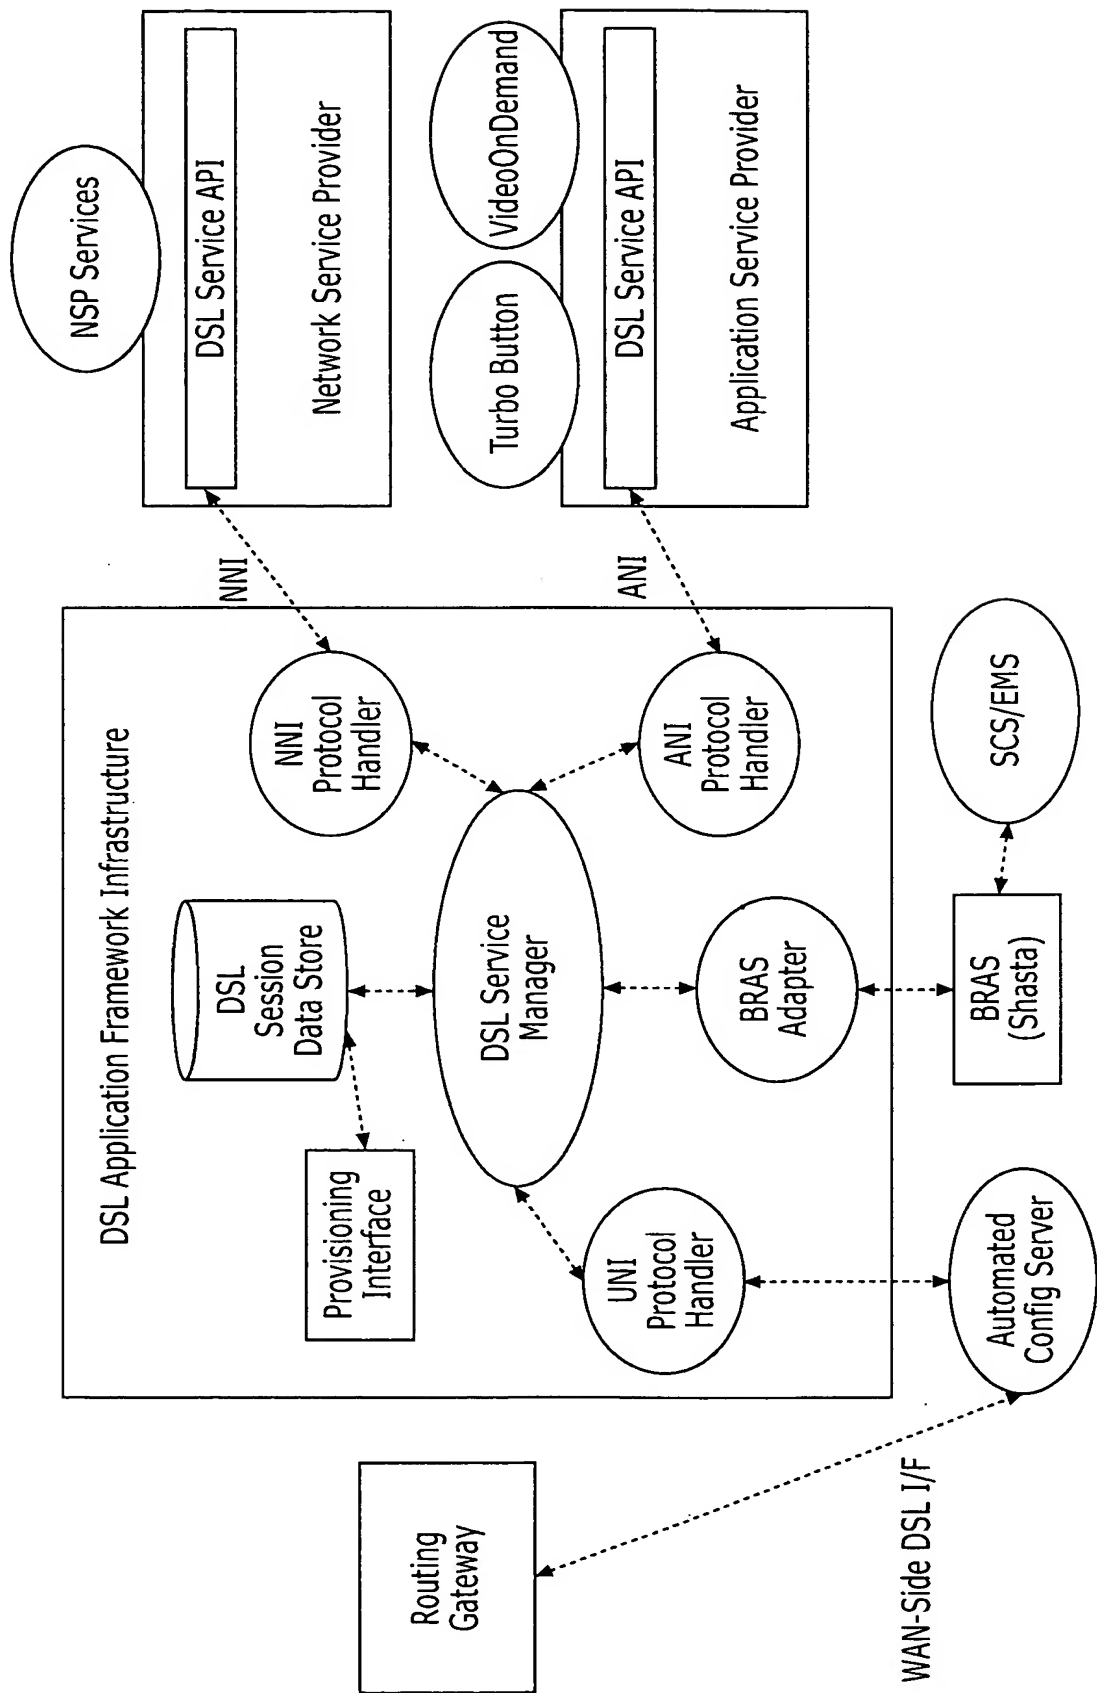 DSL Application Framework Infrastructure
NSP Services
DSL Service API
Network Service Provider
NNI
NNI
Protocol
Handler
DSL
Session
Data Store
Provisioning
Interface
Routing
Gateway
Turbo Button
VideoOnDemand
DSL Service API
Application Service Provider
ANI
ANI
Protocol
Handler
DSL Service
Manager
BRAS
Adapter
UNI
Protocol
Handler
SCS/EMS
BRAS
(Shasta)
Automated
Config Server
WAN-Side DSL I/F